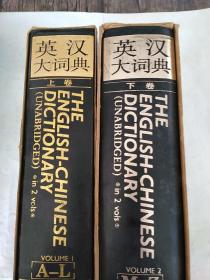 英汉
大词典
上卷
THE
ENGLISH-CHINESE
DICTIONARY
(UNABRIDGED)
in 2 vols
VOLUME 1
A-L
英汉
大词典
下卷
THE
ENGLISH-CHINESE
DICTIONARY
(UNABRIDGED)
in 2 vols
VOLUME 2
M-Z